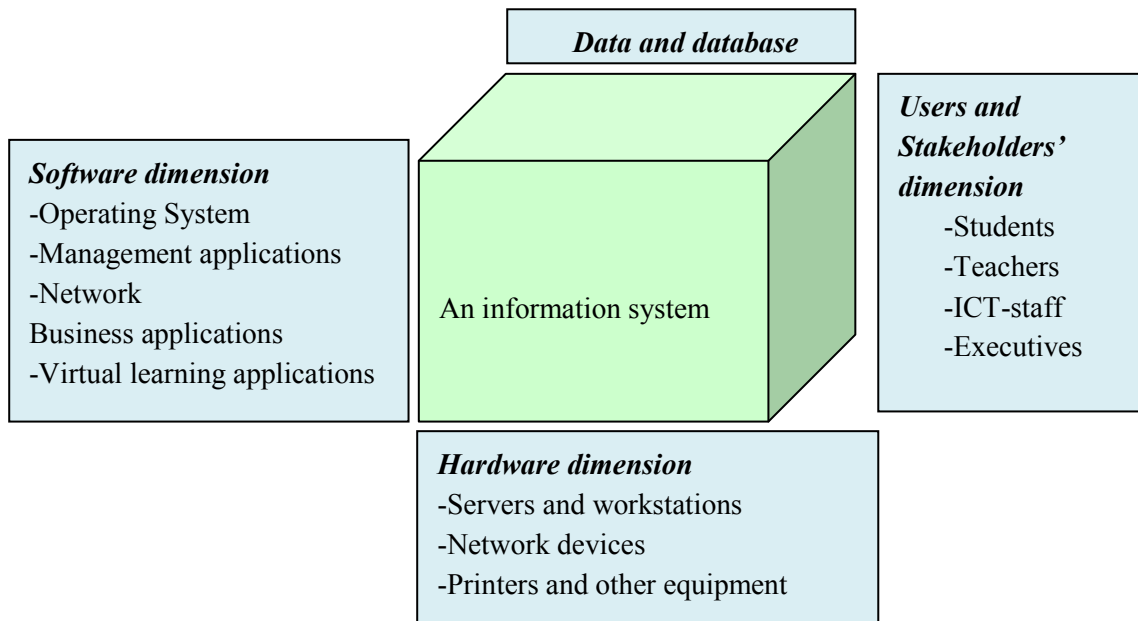 Data and database
Users and
Stakeholders’
dimension
-Students
-Teachers
-ICT-staff
-Executives
Software dimension
-Operating System
-Management applications
-Network
Business applications
-Virtual learning applications
An information system
Hardware dimension
-Servers and workstations
-Network devices
-Printers and other equipment